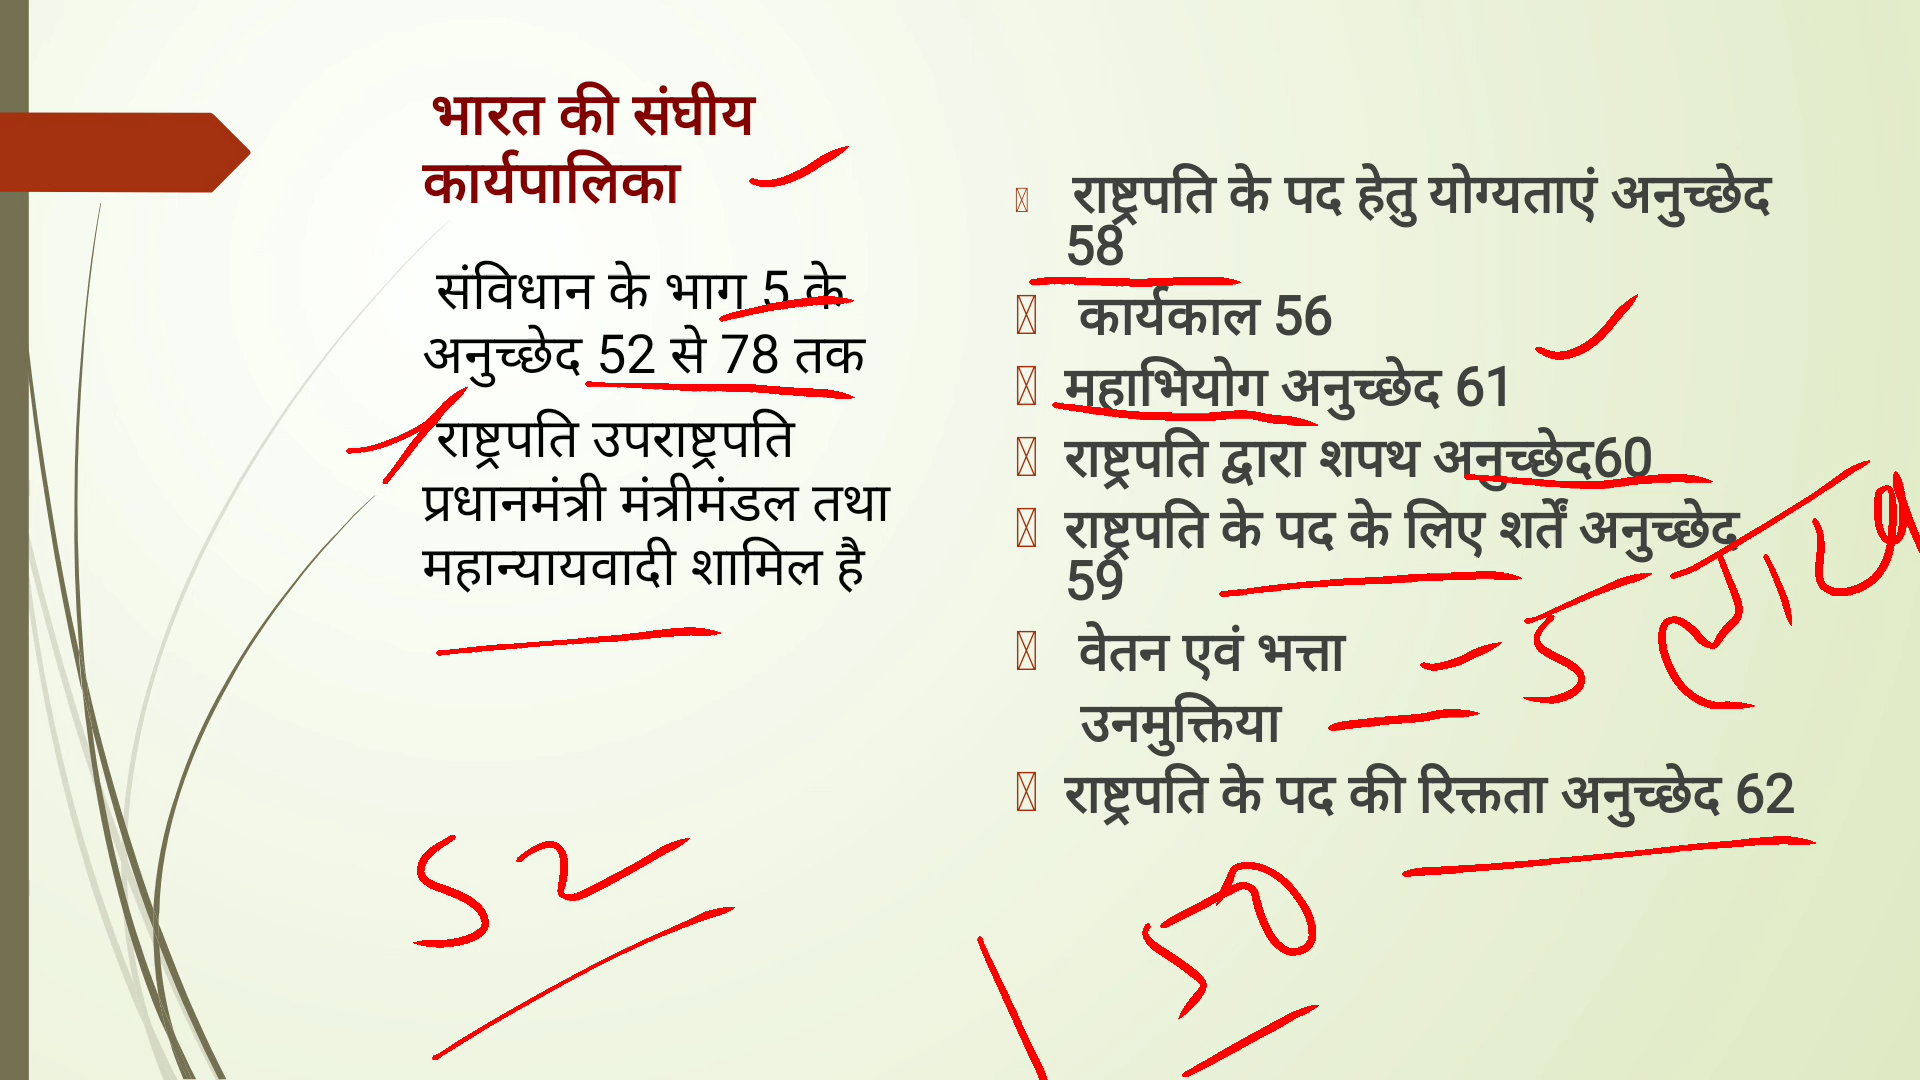 भारत की संघीय
कार्यपालिका
संविधान के भाग 5 के
अनुच्छेद 52 से 78 तक
राष्ट्रपति उपराष्ट्रपति
प्रधानमंत्री मंत्रीमंडल तथा
महान्यायवादी शामिल है
52
राष्ट्रपति के पद हेतु योग्यताएं अनुच्छेद
58
कार्यकाल 56
महाभियोग अनुच्छेद 61
राष्ट्रपति द्वारा शपथ अनुच्छेद60
राष्ट्रपति के पद के लिए शर्तें अनुच्छेद
59
वेतन एवं भत्ता
उनमुक्तिया
राष्ट्रपति के पद की रिक्तता अनुच्छेद 62